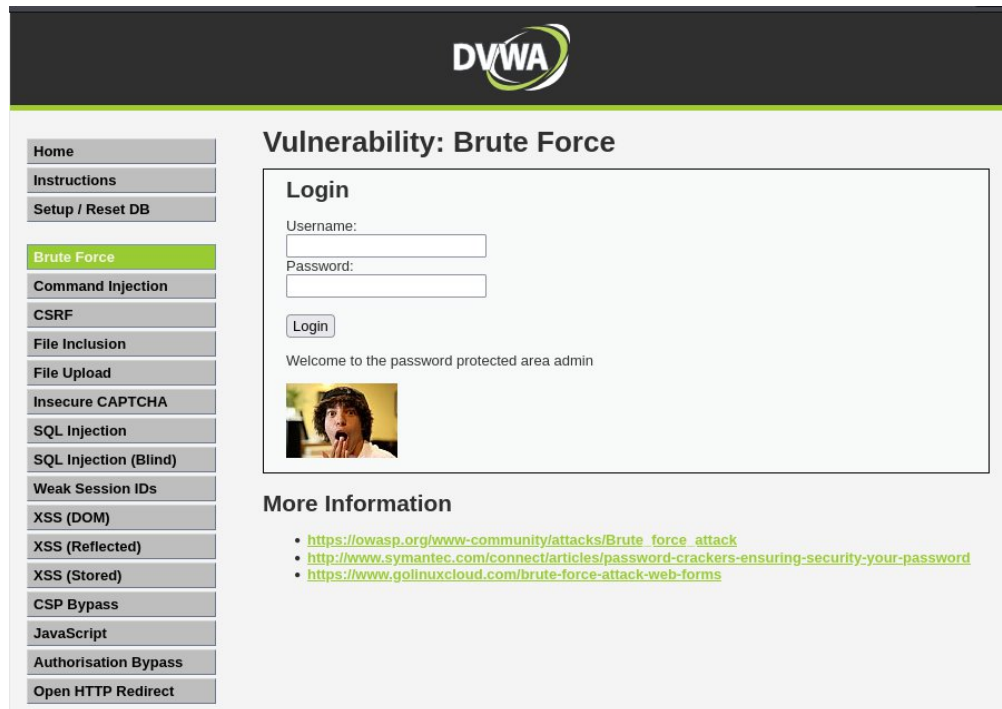 DVWA
Home
Instructions
Setup / Reset DB
Brute Force
Command Injection
CSRF
File Inclusion
File Upload
Insecure CAPTCHA
SQL Injection
SQL Injection (Blind)
Weak Session IDs
XSS (DOM)
XSS (Reflected)
XSS (Stored)
CSP Bypass
JavaScript
Authorisation Bypass
Open HTTP Redirect
Vulnerability: Brute Force
Login
Username:
Password:
Login
Welcome to the password protected area admin
More Information
https://owasp.org/www-community/attacks/Brute_force_attack
http://www.symantec.com/connect/articles/password-crackers-ensuring-security-your-password
https://www.golinuxcloud.com/brute-force-attack-web-forms